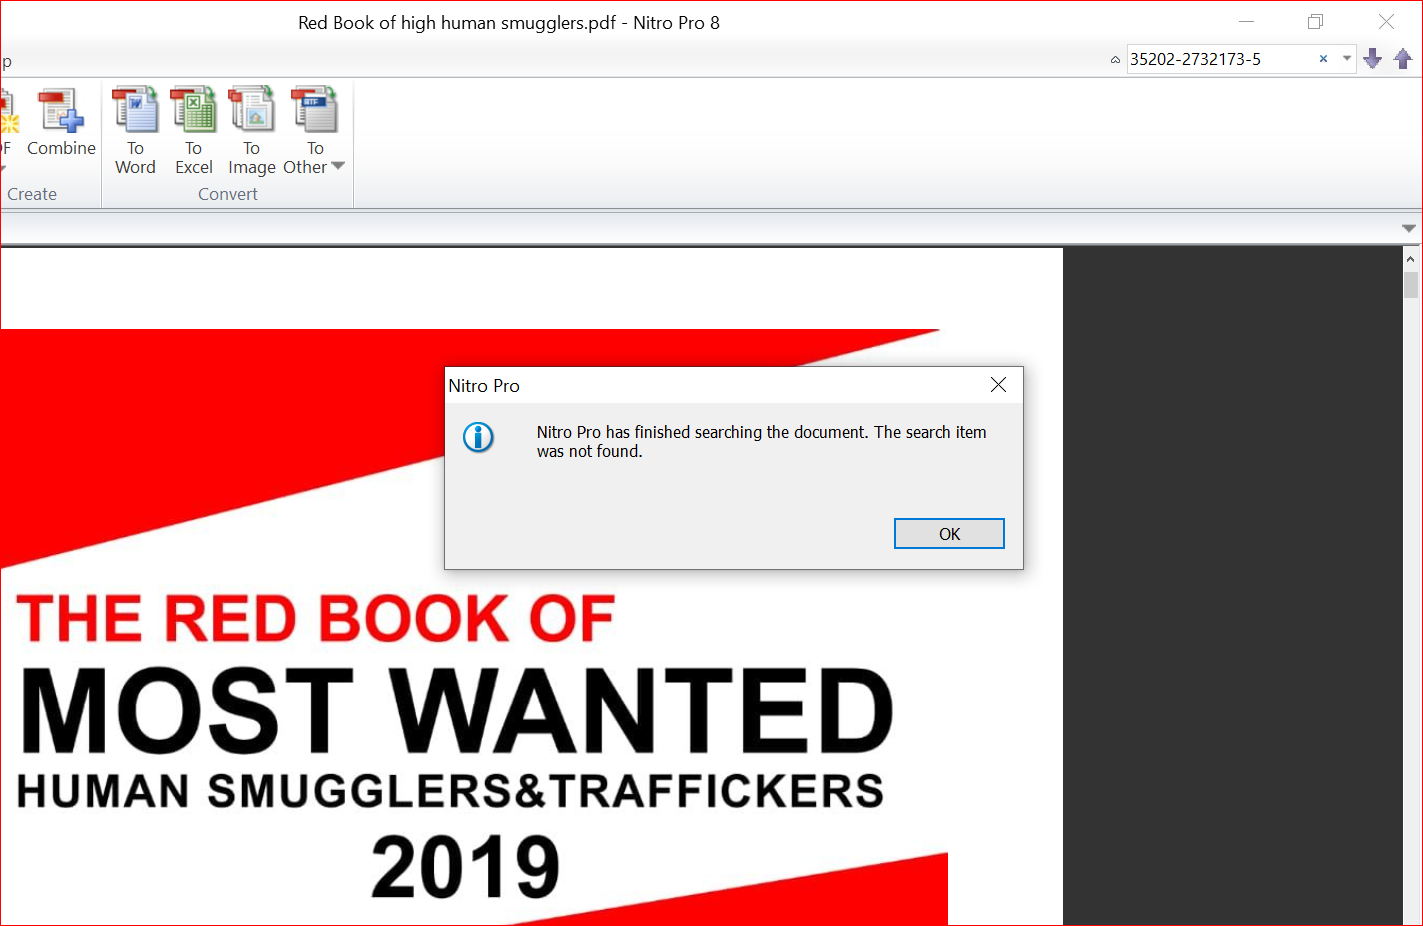 Red Book of high human smugglers.pdf - Nitro Pro 8
p
35202-2732173-5
F
Combine
To Word
To Excel
To Image
To Other
Create
Convert
RTF
Nitro Pro
Nitro Pro has finished searching the document. The search item
was not found.
OK
THE RED BOOK OF
MOST WANTED
HUMAN SMUGGLERS&TRAFFICKERS
2019